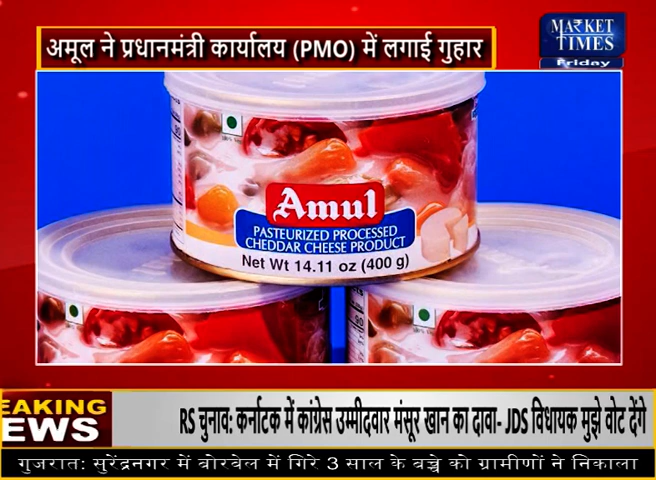 अमूल ने प्रधानमंत्री कार्यालय (PMO) में लगाई गुहार
MARKET
TIMES
Friday
Amul
PASTEURIZED PROCESSED
CHEDDAR CHEESE PRODUCT
Net Wt 14.11 oz (400 g)
EAKING
EWS
RS चुनाव: कर्नाटक में कांग्रेस उम्मीदवार मंसूर खान का दावा- JDS विधायक मुझे वोट देंगे
गुजरात: सुरेंद्रनगर में बोरबेल में गिरे 3 साल के बच्चे को ग्रामीणों ने निकाला